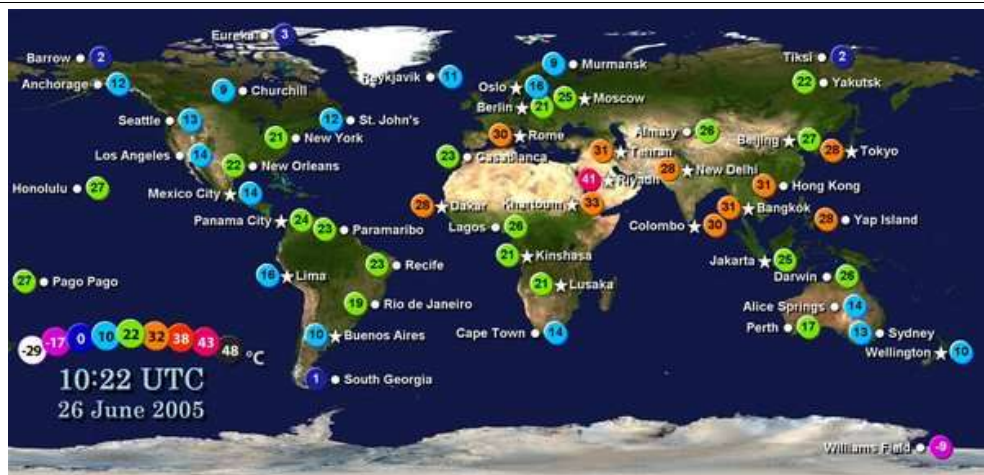 Eureka 3
Barrow 2
Tiksi 2
9 Murmansk
Anchorage 12
Reykjavik 11
22 Yakutsk
9 Churchill
Oslo 16
Berlin 21
25 Moscow
Seattle 13
12 St. John's
21 New York
30 Rome
Almaty 26
Beijing 27
28 Tokyo
Los Angeles 14
22 New Orleans
23 Casablanca
31 Tehran
28 New Delhi
Honolulu 27
Mexico City 14
41 Riyadh
31 Hong Kong
28 Dakar
Khartoum 33
31 Bangkok
Panama City 24
23 Paramaribo
Lagos 26
Colombo 30
28 Yap Island
21 Kinshasa
Jakarta 25
23 Recife
27 Pago Pago
16 Lima
21 Lusaka
Darwin 26
19 Rio de Janeiro
Alice Springs 14
10 Buenos Aires
Cape Town 14
Perth 17
13 Sydney
Wellington 10
-29 -17 0 10 22 32 38 43 48 °C
10:22 UTC
1 South Georgia
26 June 2005
Williams Field -9